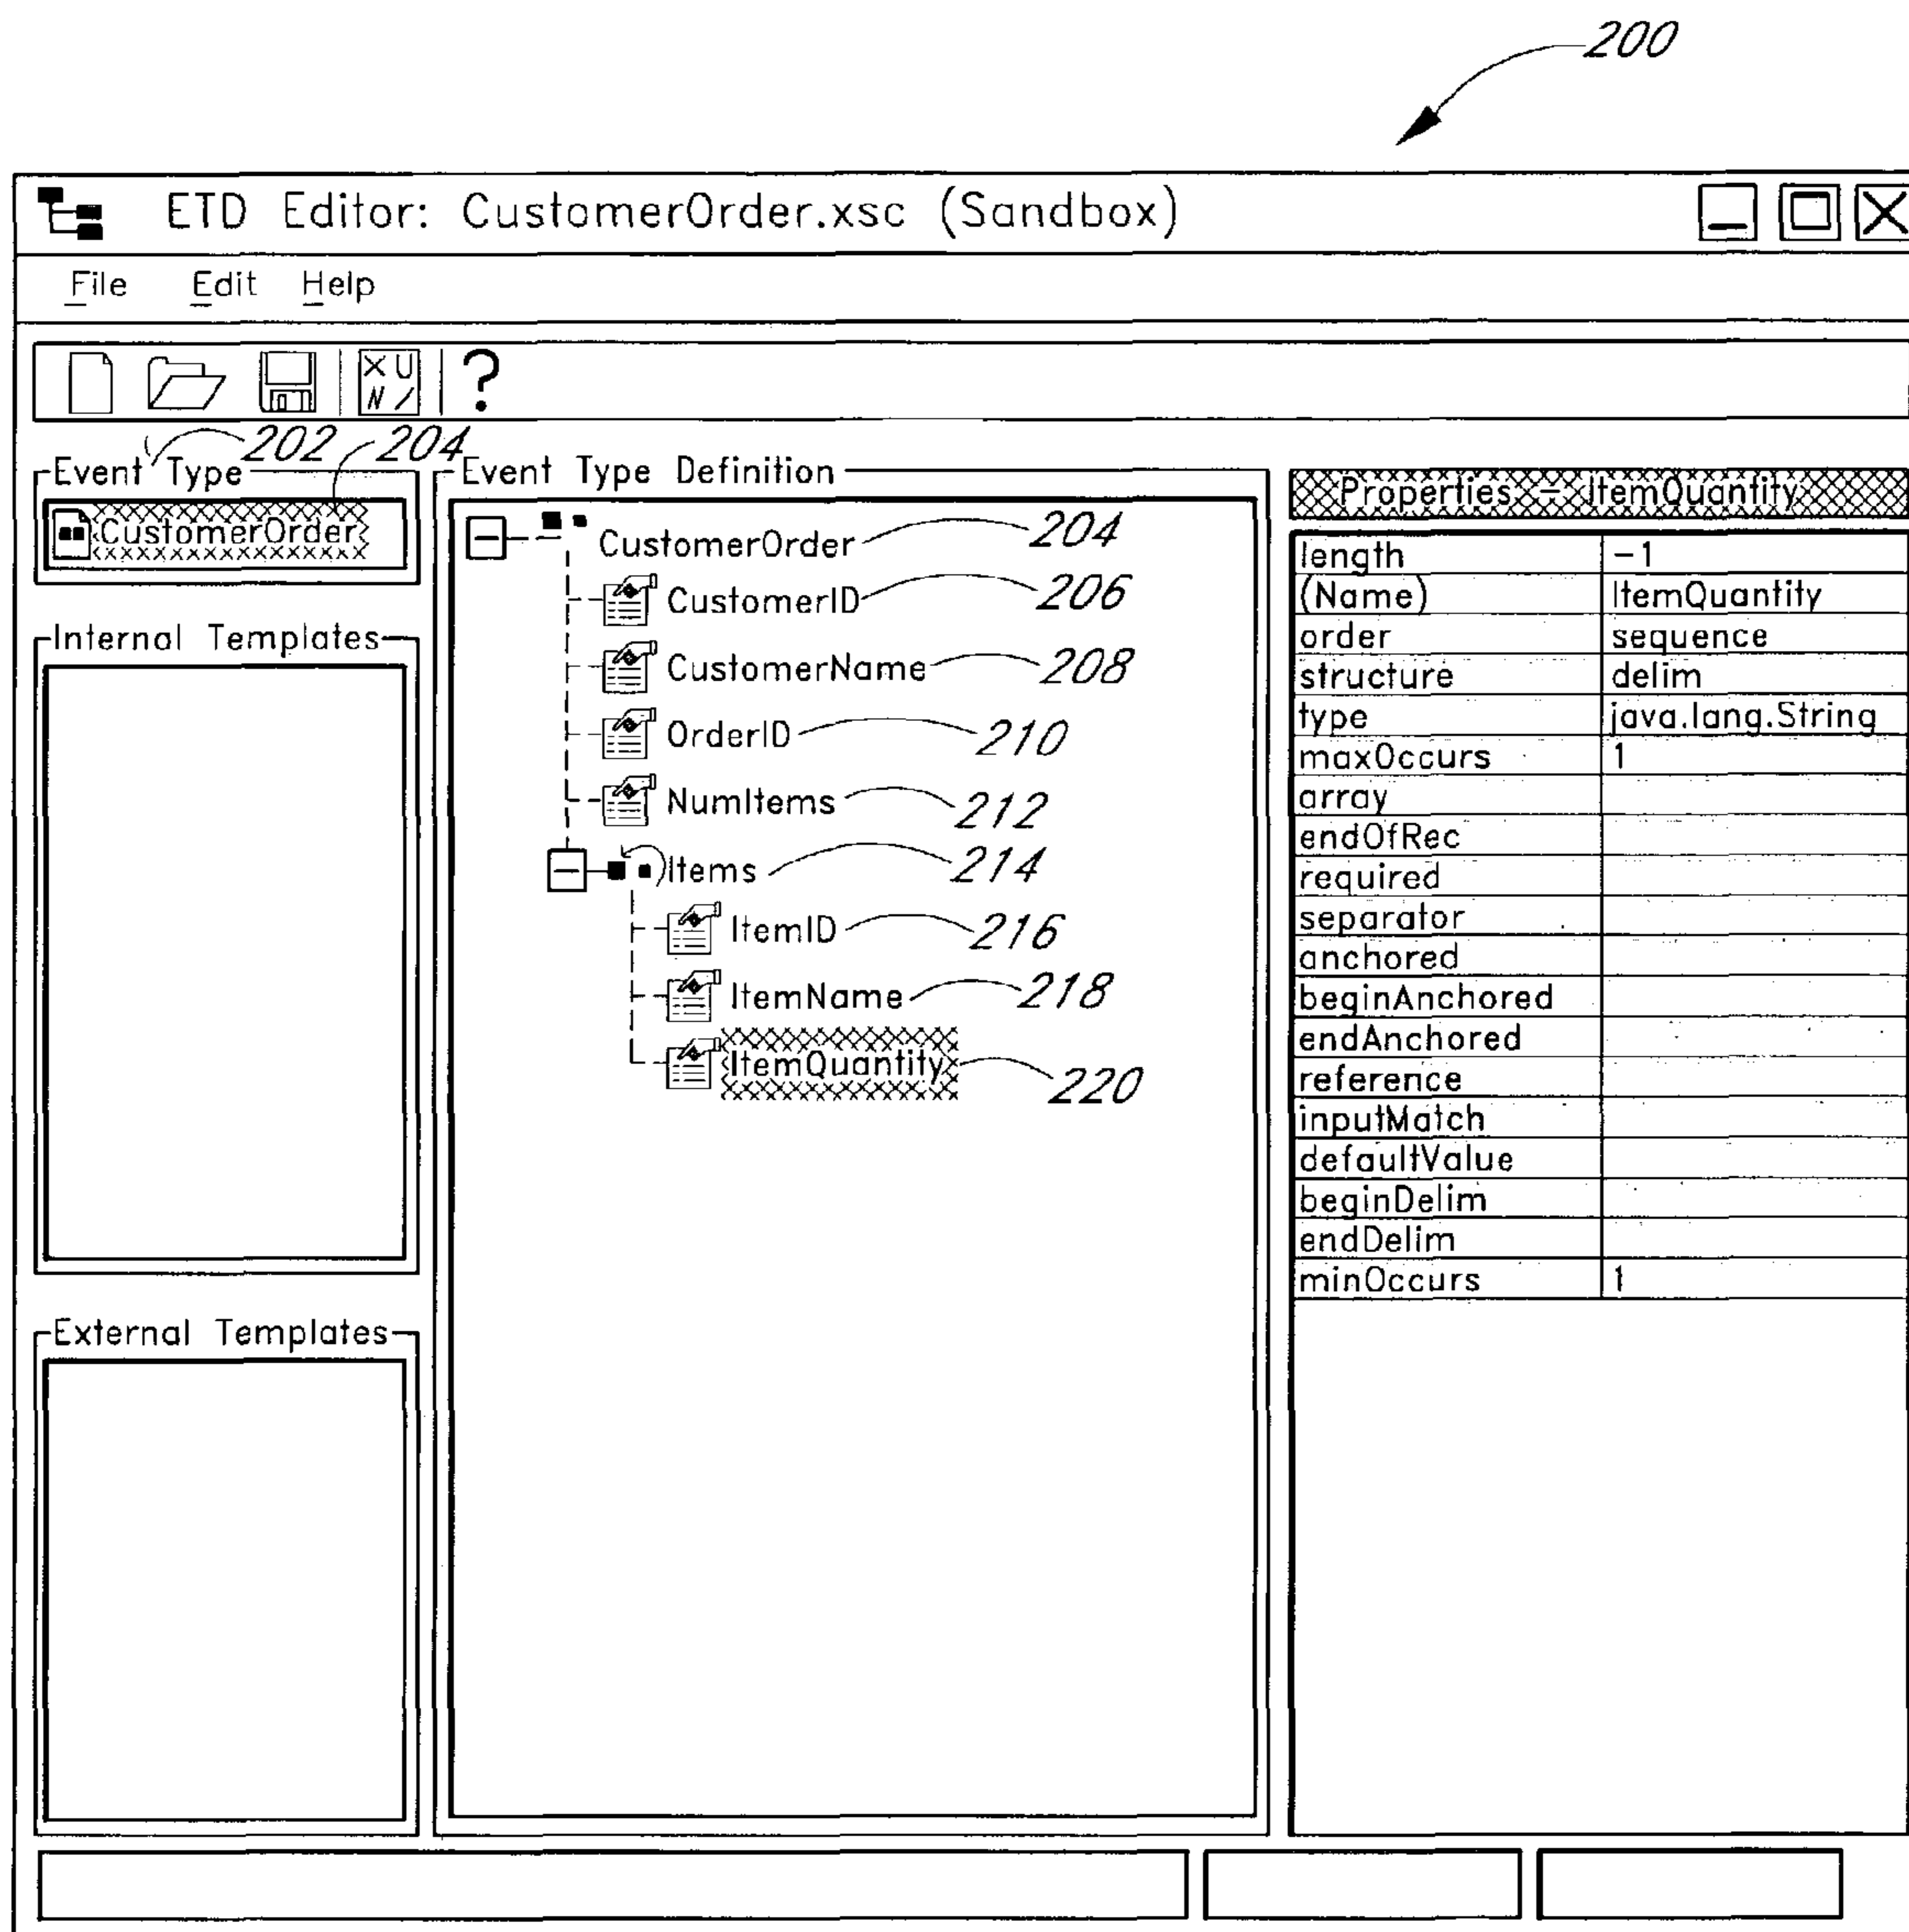 200
ETD Editor: CustomerOrder.xsc (Sandbox)
File Edit Help
X U
N /
?
202 204
Event Type
CustomerOrder
Internal Templates
External Templates
Event Type Definition
CustomerOrder 204
CustomerID 206
CustomerName 208
OrderID 210
NumItems 212
Items 214
ItemID 216
ItemName 218
ItemQuantity 220
Properties - ItemQuantity
length -1
(Name) ItemQuantity
order sequence
structure delim
type java.lang.String
maxOccurs 1
array
endOfRec
required
separator
anchored
beginAnchored
endAnchored
reference
inputMatch
defaultValue
beginDelim
endDelim
minOccurs 1